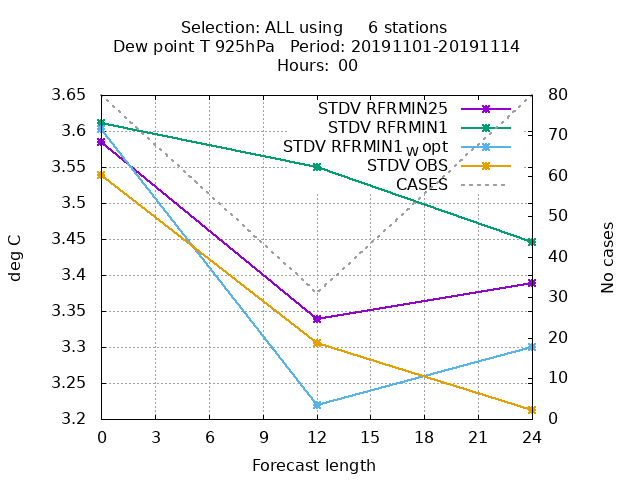 Selection: ALL using 6 stations
Dew point T 925hPa Period: 20191101-20191114
Hours: 00
3.65
3.6
3.55
3.5
3.45
3.4
3.35
3.3
3.25
3.2
deg C
STDV RFRMIN25
STDV RFRMIN1
STDV RFRMIN1wopt
STDV OBS
CASES
80
70
60
50
40
30
20
10
0
No cases
0 3 6 9 12 15 18 21 24
Forecast length